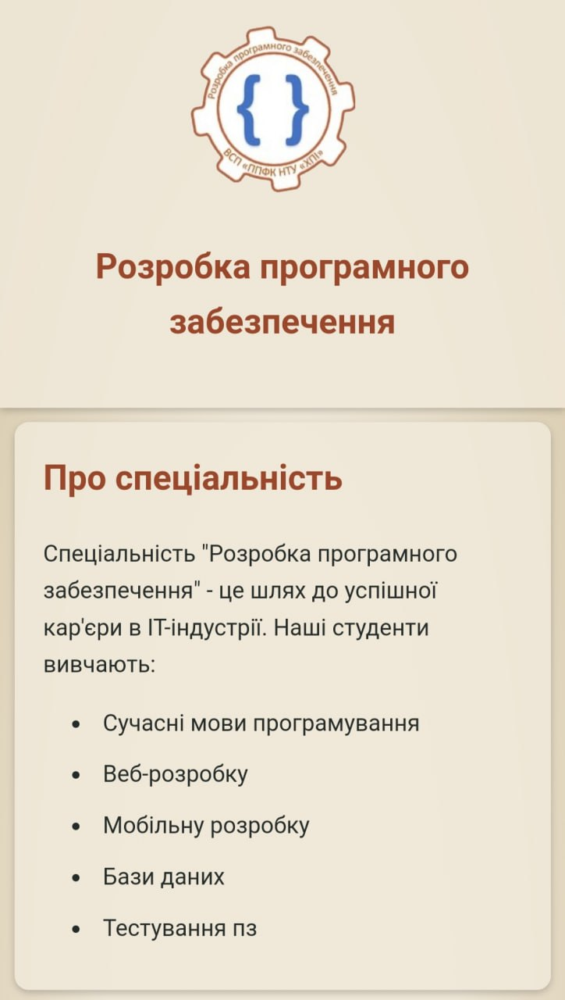 Розробка програмного забезпечення
{ }
ВСП «ППФК НТУ «ХПІ»
Розробка програмного
забезпечення
Про спеціальність
Спеціальність "Розробка програмного
забезпечення" - це шлях до успішної
кар'єри в ІТ-індустрії. Наші студенти
вивчають:
• Сучасні мови програмування
• Веб-розробку
• Мобільну розробку
• Бази даних
• Тестування пз